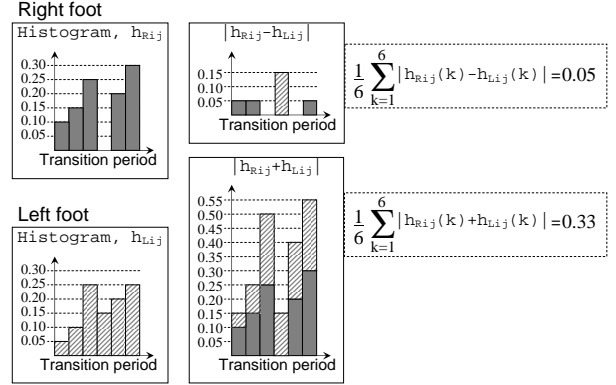 Right foot
Histogram, hRij
0.30
0.25
0.20
0.15
0.10
0.05
Transition period
|hRij-hLij|
0.15
0.10
0.05
Transition period
1/6 6∑k=1 |hRij(k)-hLij(k)|=0.05
Left foot
Histogram, hLij
0.30
0.25
0.20
0.15
0.10
0.05
Transition period
|hRij+hLij|
0.55
0.50
0.45
0.40
0.35
0.30
0.25
0.20
0.15
0.10
0.05
Transition period
1/6 6∑k=1 |hRij(k)+hLij(k)|=0.33